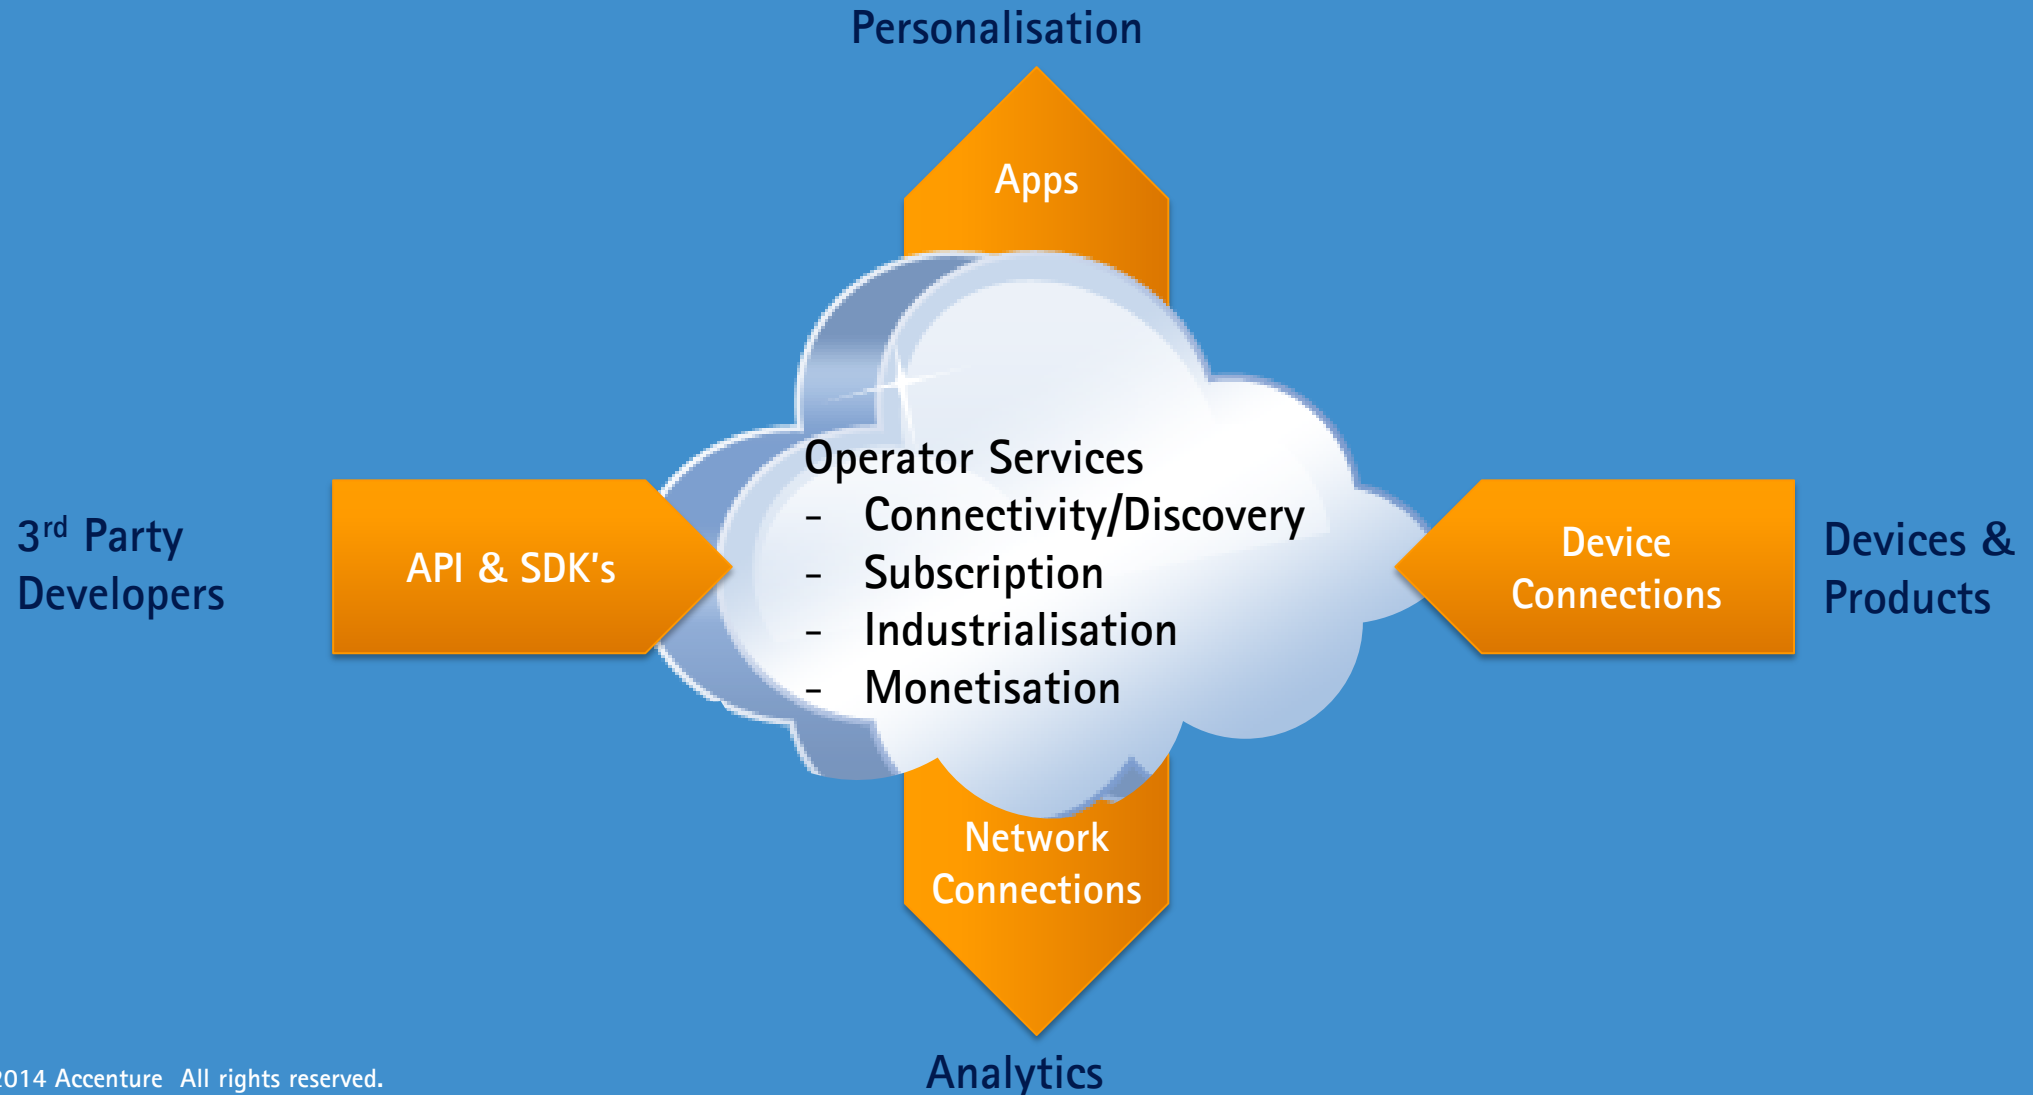 Personalisation
Apps
Operator Services
- Connectivity/Discovery
- Subscription
- Industrialisation
- Monetisation
3rd Party
Developers
API & SDK's
Device
Connections
Devices &
Products
Network
Connections
Analytics
2014 Accenture All rights reserved.